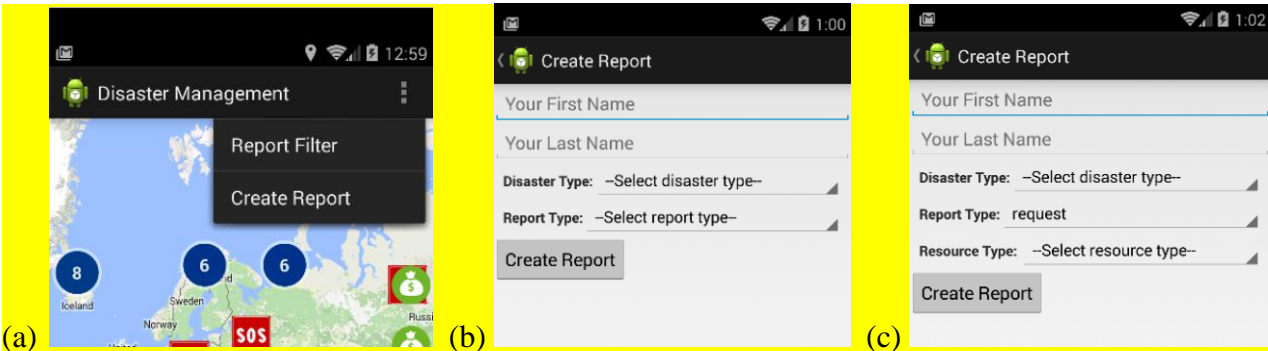 12:59
Disaster Management
Report Filter
Create Report
8
6
6
Iceland
Sweden
Norway
SOS
(a)
1:00
Create Report
Your First Name
Your Last Name
Disaster Type: --Select disaster type--
Report Type: --Select report type--
Create Report
(b)
1:02
Create Report
Your First Name
Your Last Name
Disaster Type: --Select disaster type--
Report Type: request
Resource Type: --Select resource type--
Create Report
(c)